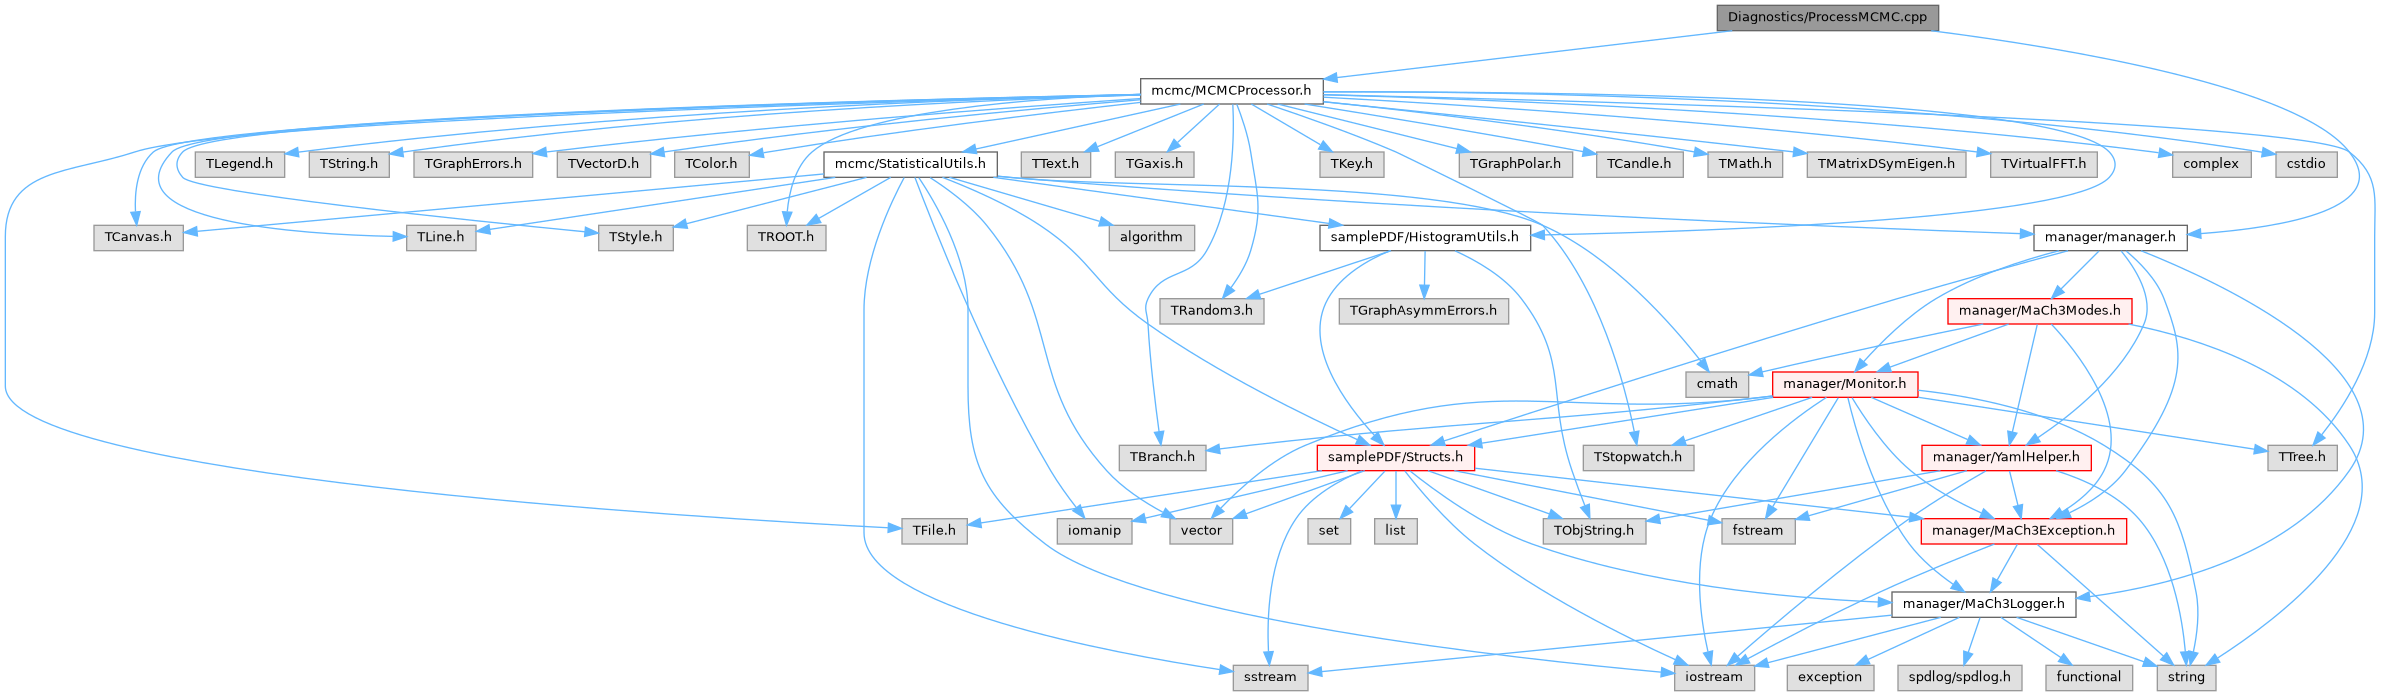 Diagnostics/ProcessMCMC.cpp
mcmc/MCMCProcessor.h
TLegend.h
TString.h
TGraphErrors.h
TVectorD.h
TColor.h
mcmc/StatisticalUtils.h
TText.h
TGaxis.h
TKey.h
TGraphPolar.h
TCandle.h
TMath.h
TMatrixDSymEigen.h
TVirtualFFT.h
complex
cstdio
TCanvas.h
TLine.h
TStyle.h
TROOT.h
algorithm
samplePDF/HistogramUtils.h
manager/manager.h
TRandom3.h
TGraphAsymmErrors.h
manager/MaCh3Modes.h
cmath
manager/Monitor.h
TBranch.h
samplePDF/Structs.h
TStopwatch.h
manager/YamlHelper.h
TTree.h
TFile.h
iomanip
vector
set
list
TObjString.h
fstream
manager/MaCh3Exception.h
manager/MaCh3Logger.h
sstream
iostream
exception
spdlog/spdlog.h
functional
string